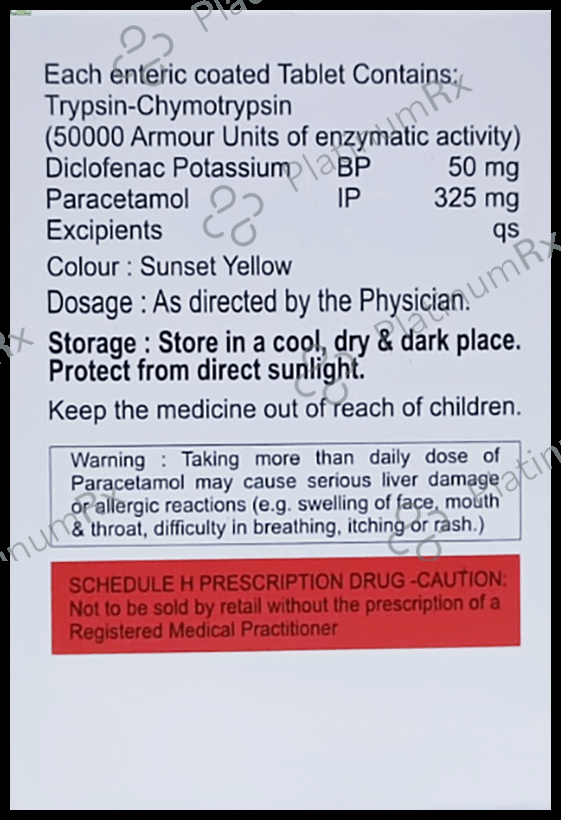 Each enteric coated Tablet Contains:
Trypsin-Chymotrypsin
(50000 Armour Units of enzymatic activity)
Diclofenac Potassium BP 50 mg
Paracetamol IP 325 mg
Excipients qs
Colour : Sunset Yellow
Dosage : As directed by the Physician.
Storage : Store in a cool, dry & dark place.
Protect from direct sunlight.
Keep the medicine out of reach of children.
Warning : Taking more than daily dose of
Paracetamol may cause serious liver damage
or allergic reactions (e.g. swelling of face, mouth
& throat, difficulty in breathing, itching or rash.)
SCHEDULE H PRESCRIPTION DRUG -CAUTION:
Not to be sold by retail without the prescription of a
Registered Medical Practitioner
PlatinumRx
PlatinumRx